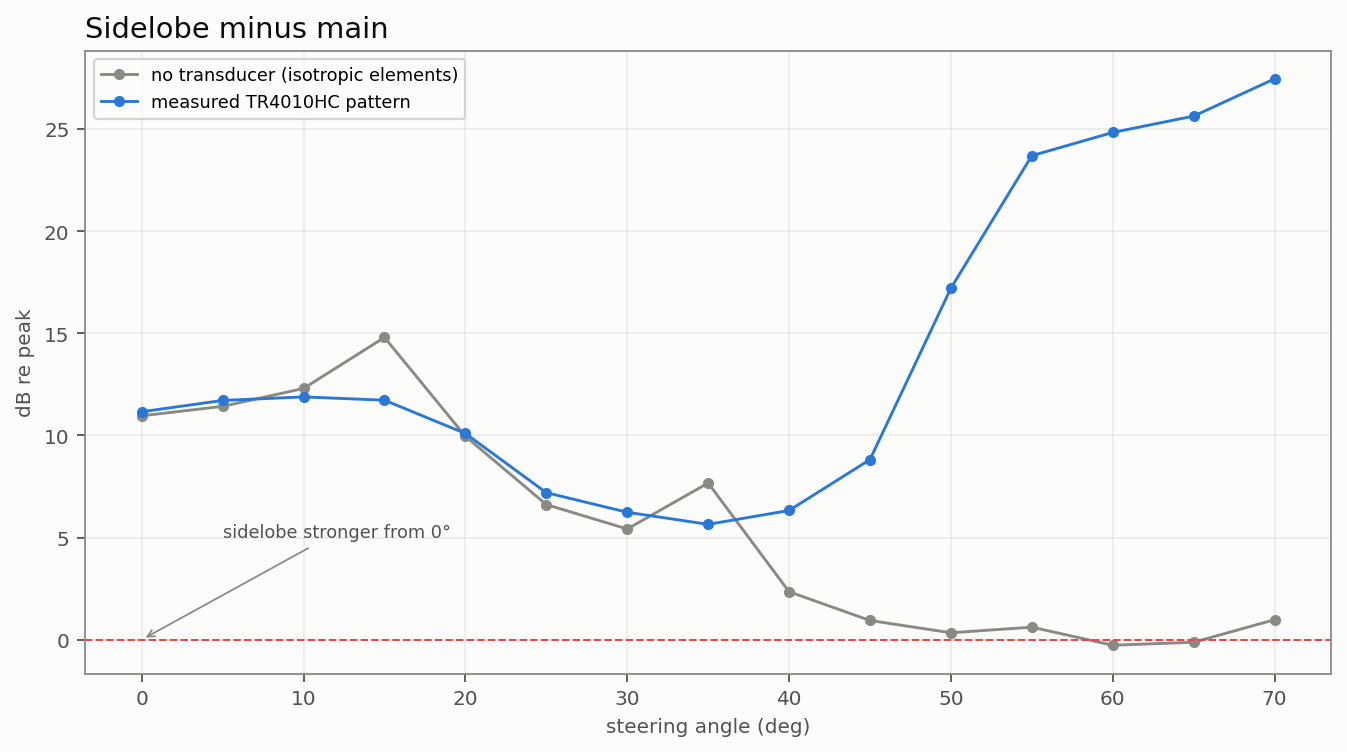 Sidelobe minus main
no transducer (isotropic elements)
measured TR4010HC pattern
dB re peak
25
20
15
10
5
0
sidelobe stronger from 0°
0
10
20
30
40
50
60
70
steering angle (deg)